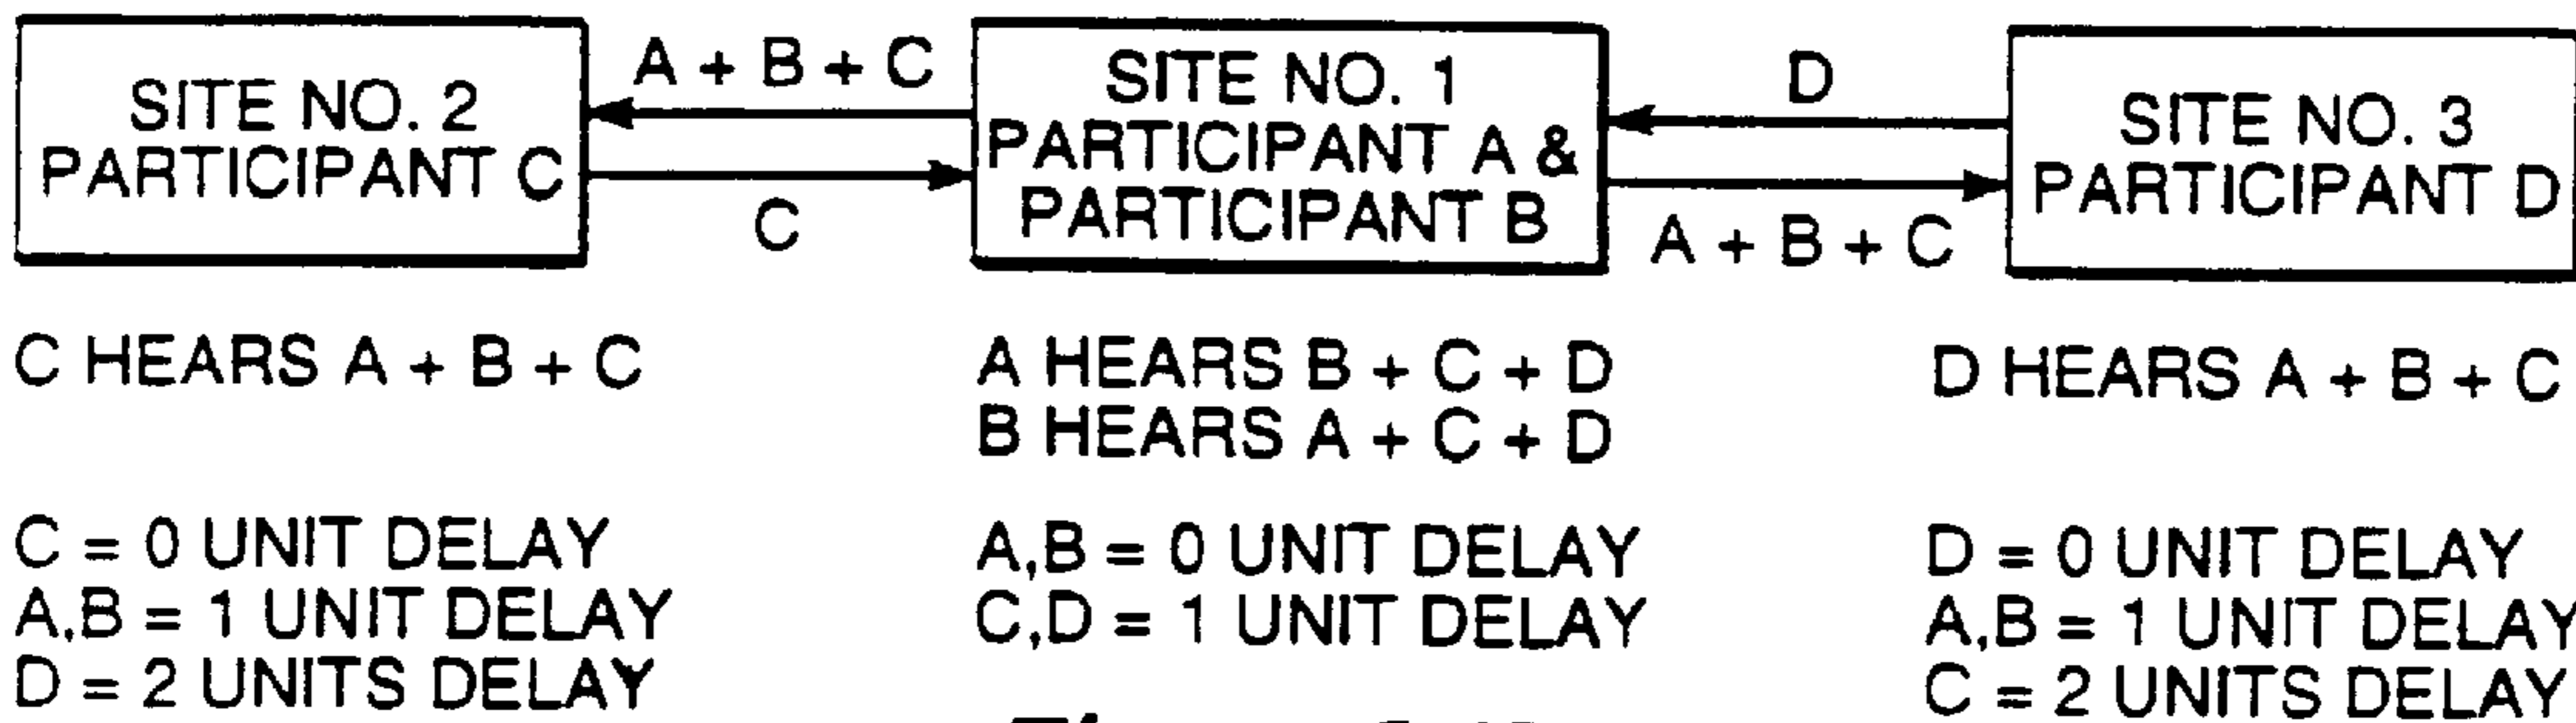 SITE NO. 2
PARTICIPANT C
A + B + C
C
SITE NO. 1
PARTICIPANT A &
PARTICIPANT B
D
A + B + C
SITE NO. 3
PARTICIPANT D
C HEARS A + B + C
A HEARS B + C + D
B HEARS A + C + D
D HEARS A + B + C
C = 0 UNIT DELAY
A,B = 1 UNIT DELAY
D = 2 UNITS DELAY
A,B = 0 UNIT DELAY
C,D = 1 UNIT DELAY
D = 0 UNIT DELAY
A,B = 1 UNIT DELAY
C = 2 UNITS DELAY